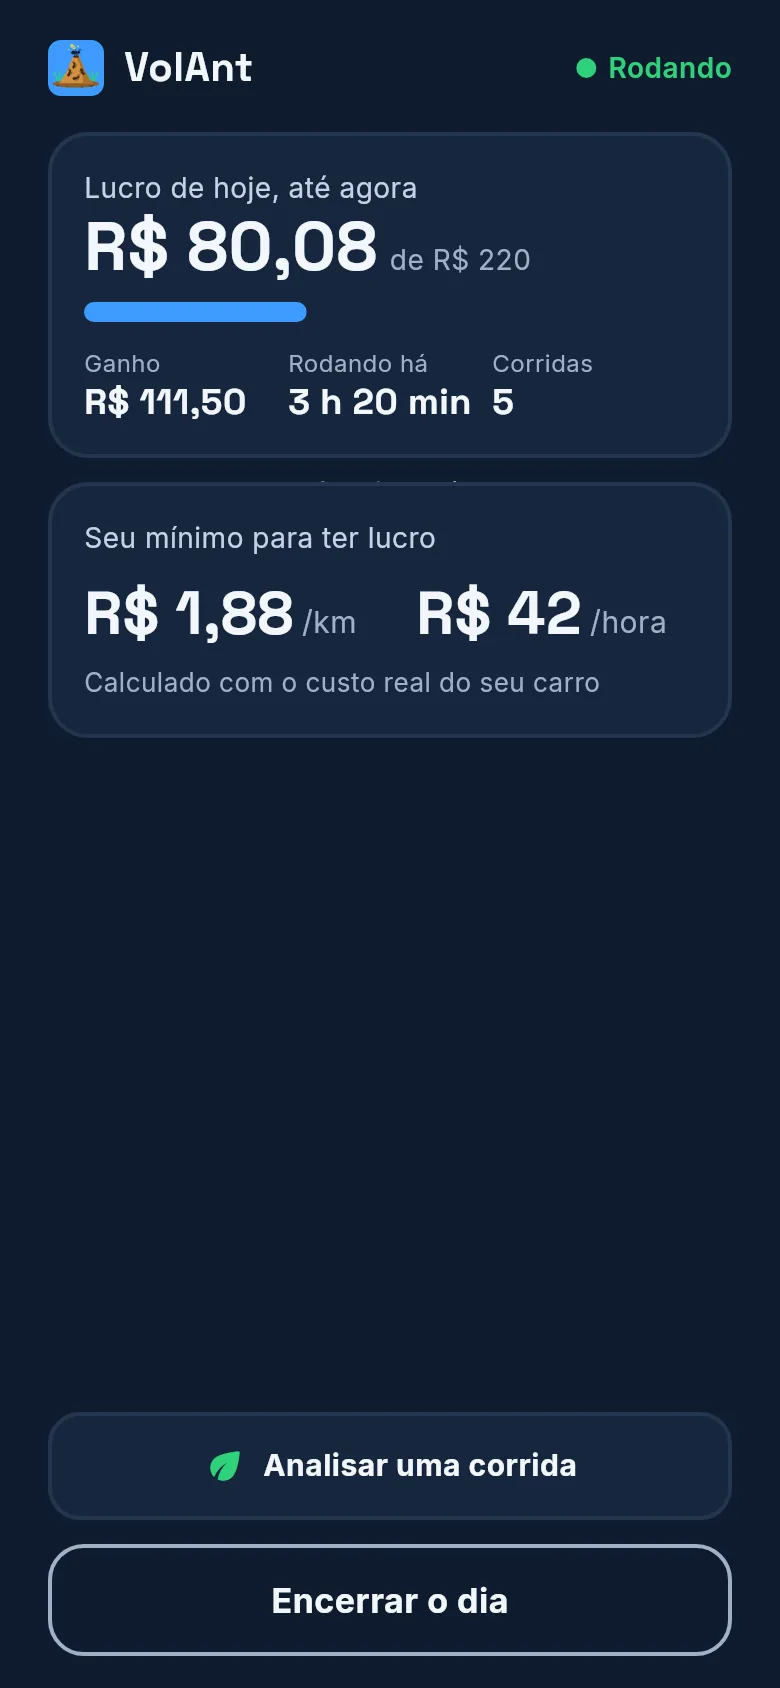 VolAnt
Rodando
Lucro de hoje, até agora
R$ 80,08 de R$ 220
Ganho Rodando há Corridas
R$ 111,50 3 h 20 min 5
Seu mínimo para ter lucro
R$ 1,88 /km R$ 42 /hora
Calculado com o custo real do seu carro
Analisar uma corrida
Encerrar o dia